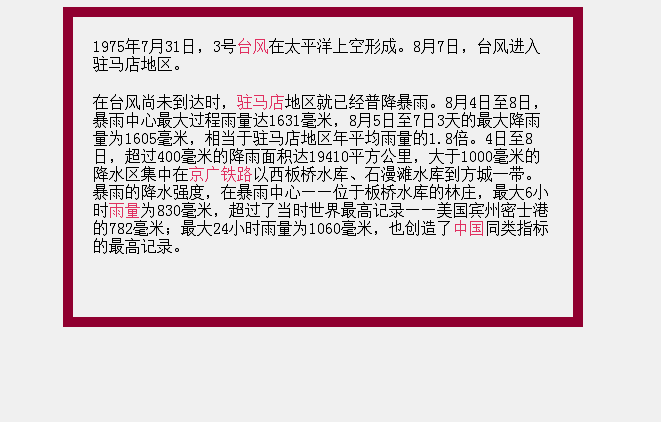 1975年7月31日，3号台风在太平洋上空形成。8月7日，台风进入
驻马店地区。
在台风尚未到达时，驻马店地区就已经普降暴雨。8月4日至8日，
暴雨中心最大过程雨量达1631毫米，8月5日至7日3天的最大降雨
量为1605毫米，相当于驻马店地区年平均雨量的1.8倍。4日至8
日，超过400毫米的降雨面积达19410平方公里，大于1000毫米的
降水区集中在京广铁路以西板桥水库、石漫滩水库到方城一带。
暴雨的降水强度，在暴雨中心——位于板桥水库的林庄，最大6小
时雨量为830毫米，超过了当时世界最高记录——美国宾州密士港
的782毫米；最大24小时雨量为1060毫米，也创造了中国同类指标
的最高记录。